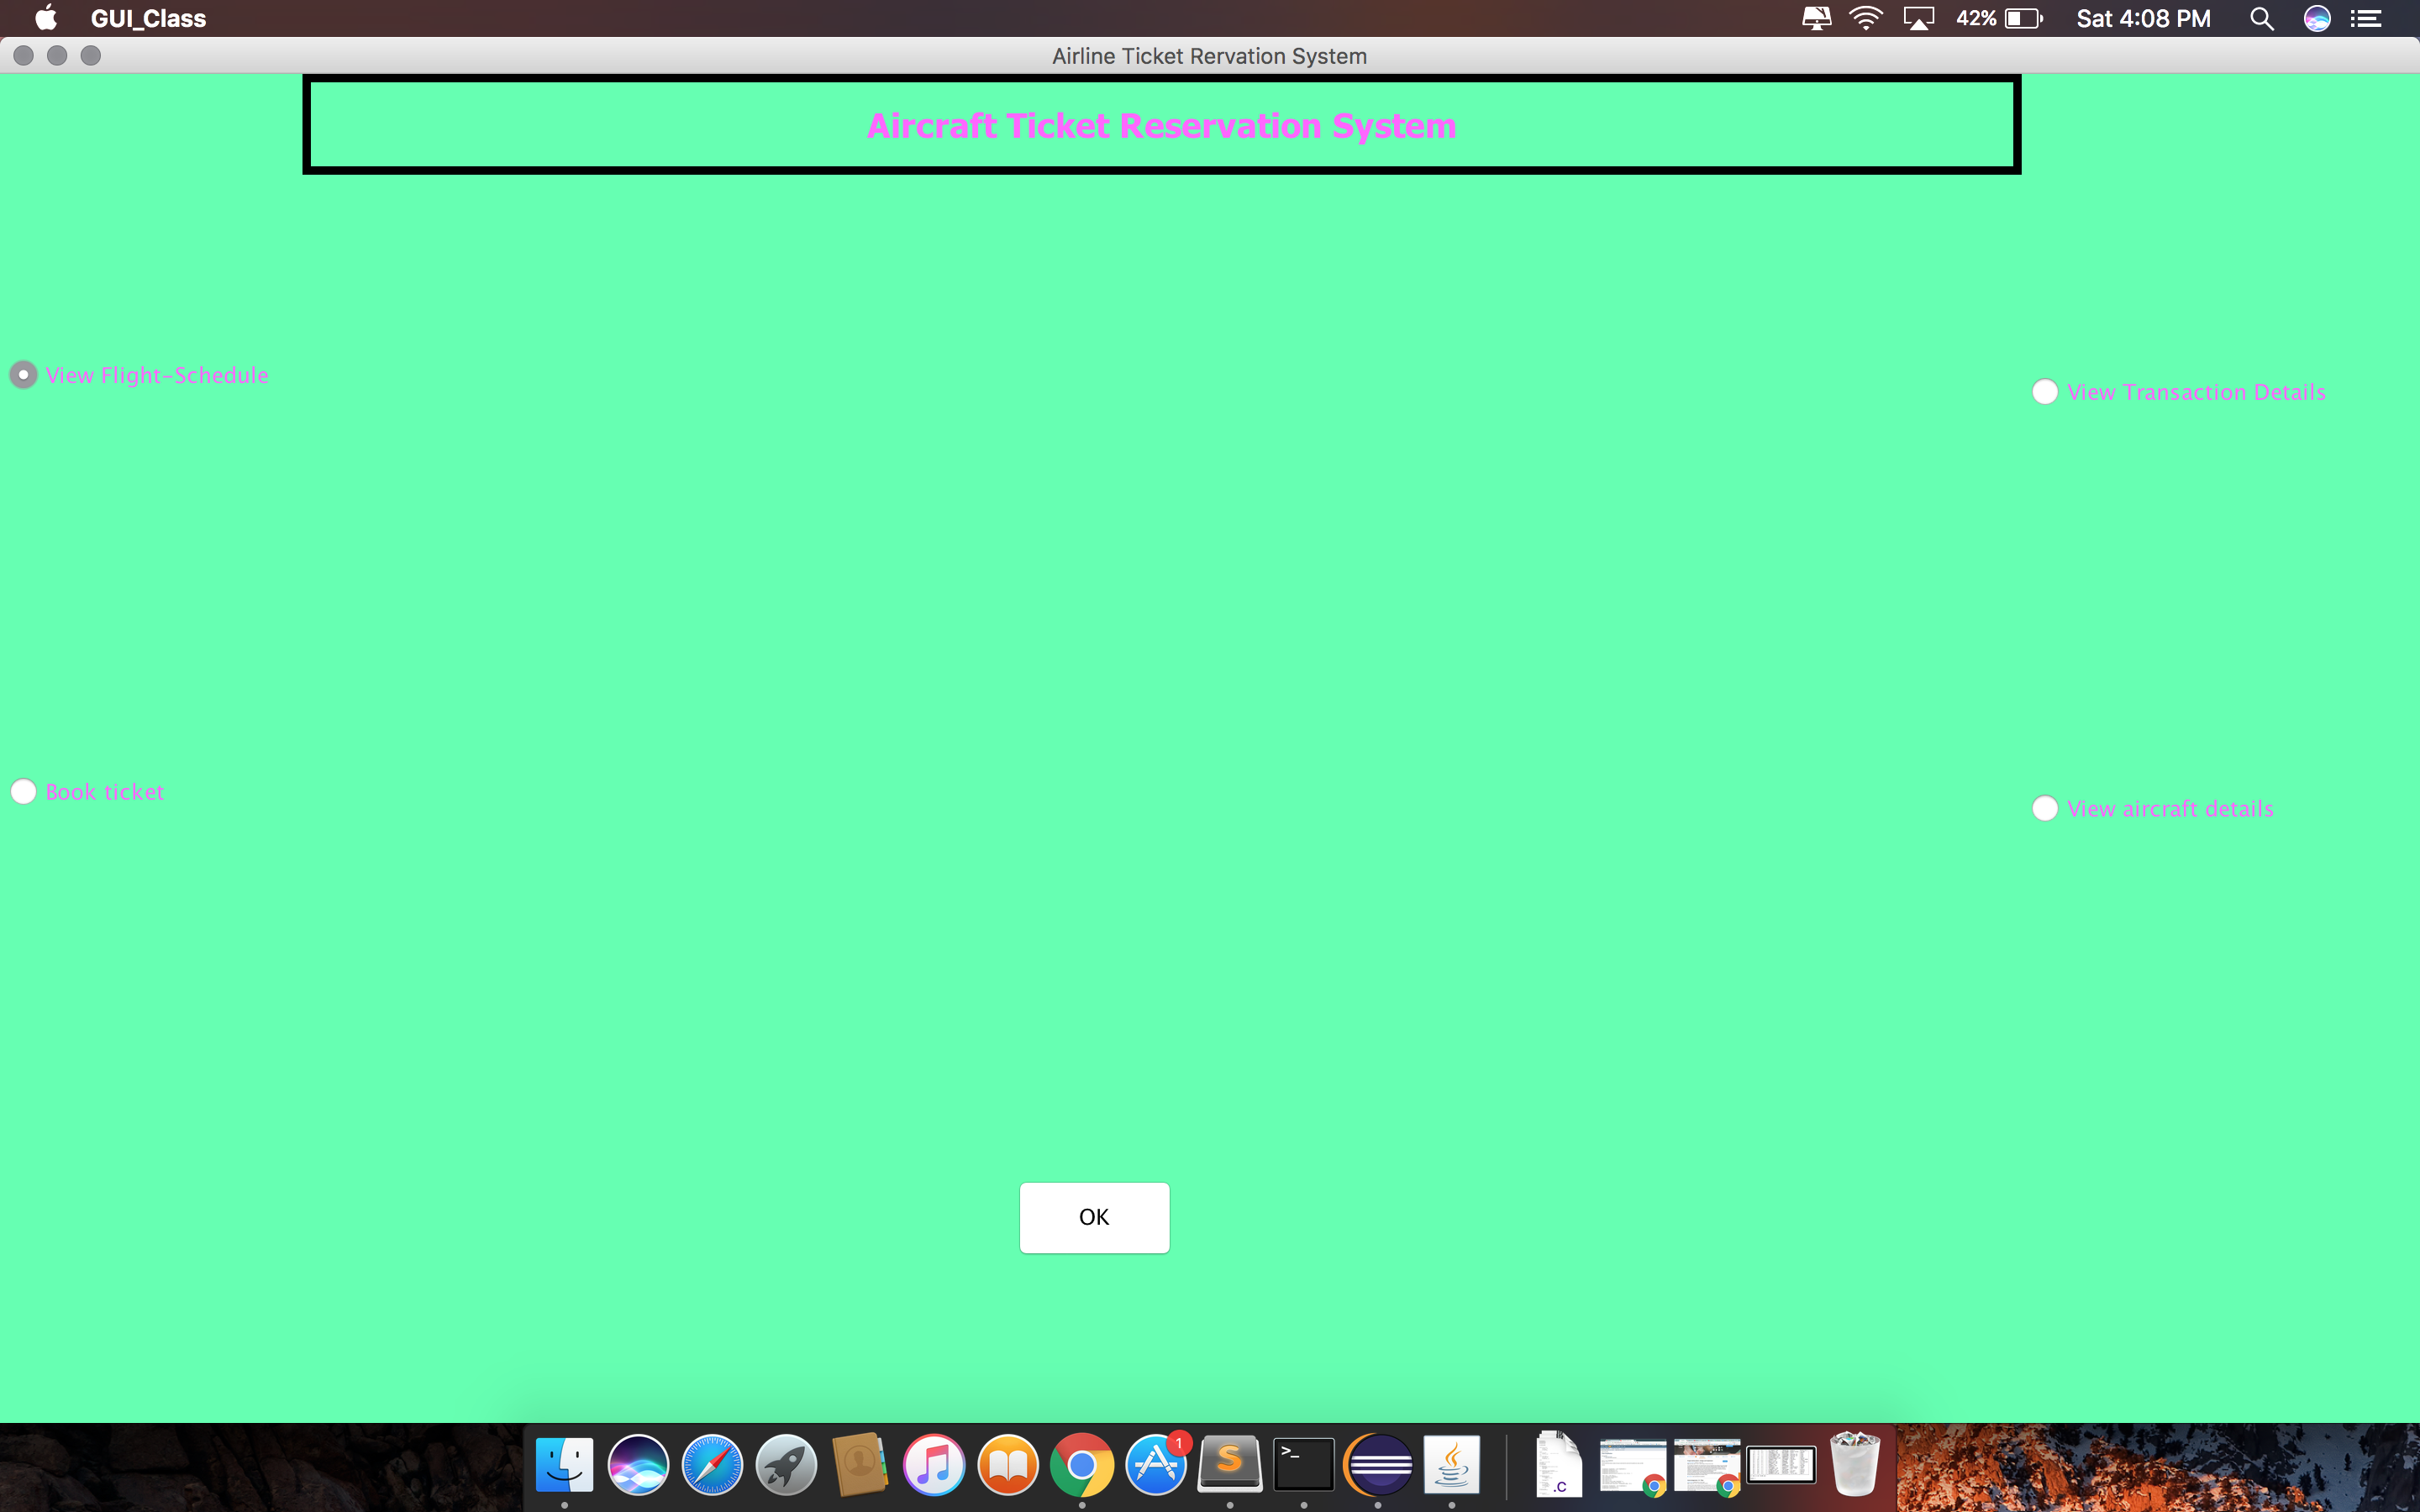 GUI_Class 42% Sat 4:08 PM
Airline Ticket Rervation System
Aircraft Ticket Reservation System
View Flight-Schedule
View Transaction Details
Book ticket
View aircraft details
OK
1
S
>_
.C